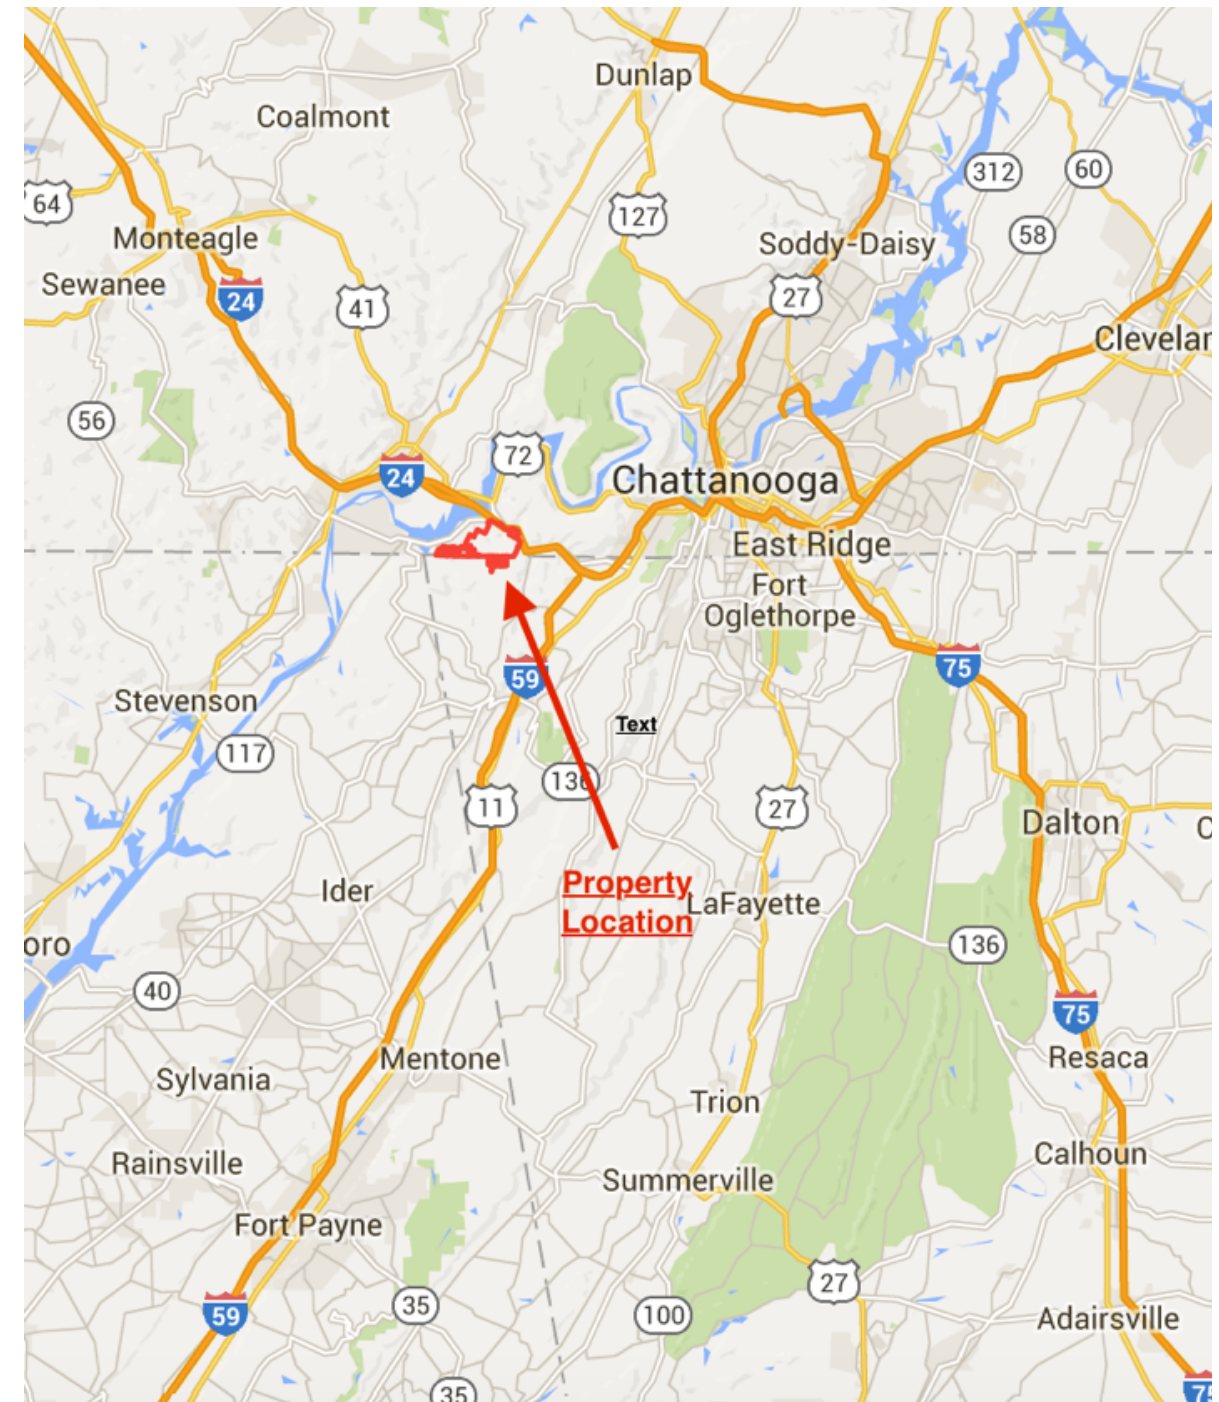 Dunlap
Coalmont
312
60
64
127
58
Monteagle
Soddy-Daisy
Sewanee
24
27
41
Clevelan
56
72
24
Chattanooga
East Ridge
Fort
Oglethorpe
75
59
Stevenson
Text
117
136
11
27
Dalton
C
Property
Location
Ider
LaFayette
oro
136
40
75
Mentone
Resaca
Sylvania
Trion
Rainsville
Calhoun
Summerville
Fort Payne
27
35
59
100
Adairsville
35
75